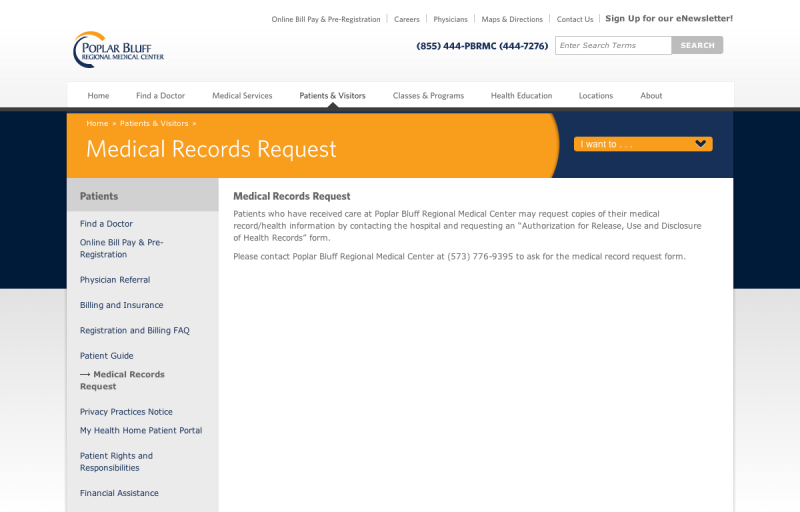 Online Bill Pay & Pre-Registration Careers Physicians Maps & Directions Contact Us Sign Up for our eNewsletter!
POPLAR BLUFF
REGIONAL MEDICAL CENTER
(855) 444-PBRMC (444-7276) Enter Search Terms SEARCH
Home Find a Doctor Medical Services Patients & Visitors Classes & Programs Health Education Locations About
Home » Patients & Visitors »
Medical Records Request
I want to . . .
Patients
Find a Doctor
Online Bill Pay & Pre-
Registration
Physician Referral
Billing and Insurance
Registration and Billing FAQ
Patient Guide
→ Medical Records
Request
Privacy Practices Notice
My Health Home Patient Portal
Patient Rights and
Responsibilities
Financial Assistance
Medical Records Request
Patients who have received care at Poplar Bluff Regional Medical Center may request copies of their medical
record/health information by contacting the hospital and requesting an “Authorization for Release, Use and Disclosure
of Health Records” form.
Please contact Poplar Bluff Regional Medical Center at (573) 776-9395 to ask for the medical record request form.